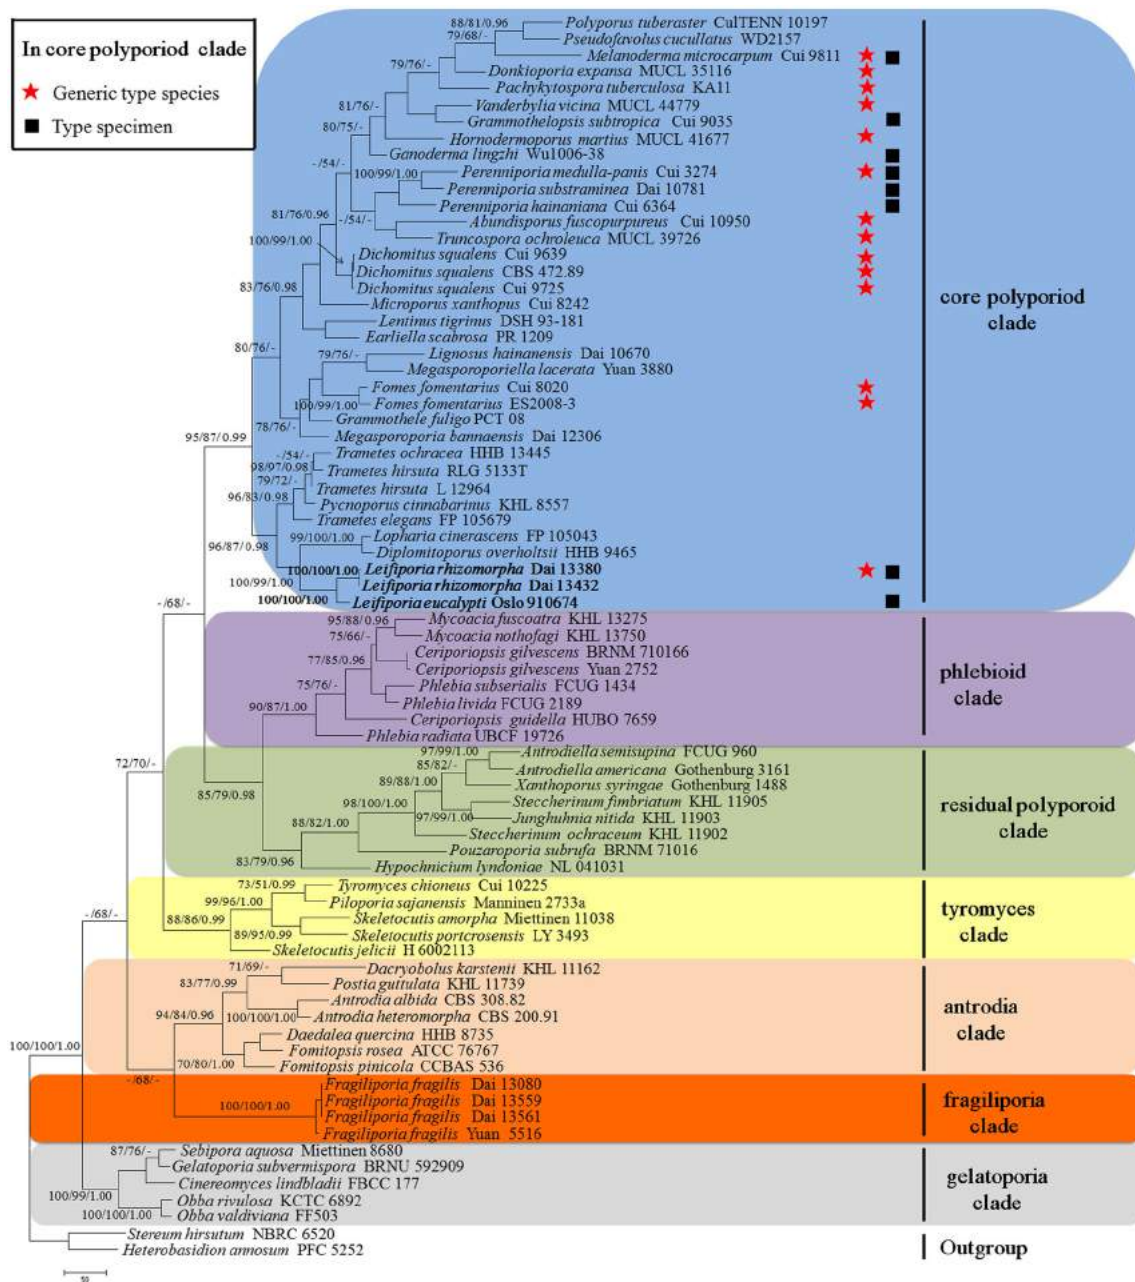 In core polyporiod clade
Generic type species
Type specimen
88/81/0.96
Polyporus tuberaster CulTENN 10197
79/68/-
Pseudofavolus cucullatus WD2157
Melanoderma microcarpum Cui 9811
79/76/-
Donkioporia expansa MUCL 35116
Pachykytospora tuberculosa KA11
81/76/-
Vanderbylia vicina MUCL 44779
Grammothelopsis subtropica Cui 9035
80/75/-
Hornodermoporus martius MUCL 41677
Ganoderma lingzhi Wu1006-38
-/54/-
100/99/1.00
Perenniporia medulla-panis Cui 3274
Perenniporia substraminea Dai 10781
Perenniporia hainaniana Cui 6364
81/76/0.96
-/54/-
Abundisporus fuscopurpureus Cui 10950
Truncospora ochroleuca MUCL 39726
100/99/1.00
Dichomitus squalens Cui 9639
Dichomitus squalens CBS 472.89
Dichomitus squalens Cui 9725
83/76/0.98
Microporus xanthopus Cui 8242
core polyporiod
clade
Lentinus tigrinus DSH 93-181
Earliella scabrosa PR 1209
80/76/-
79/76/-
Lignosus hainanensis Dai 10670
Megasporoporiella lacerata Yuan 3880
Fomes fomentarius Cui 8020
100/99/1.00
Fomes fomentarius ES2008-3
Grammothele fuligo PCT 08
78/76/-
Megasporoporia bannaensis Dai 12306
95/87/0.99
-/54/-
Trametes ochracea HHB 13445
98/97/0.98
Trametes hirsuta RLG 5133T
79/72/-
Trametes hirsuta L 12964
96/83/0.98
Pycnoporus cinnabarinus KHL 8557
Trametes elegans FP 105679
99/100/1.00
Lopharia cinerascens FP 105043
96/87/0.98
Diplomitoporus overholtsii HHB 9465
100/100/1.00
Leifiporia rhizomorpha Dai 13380
100/99/1.00
Leifiporia rhizomorpha Dai 13432
100/100/1.00
Leifiporia eucalypti Oslo 910674
-/68/-
95/88/0.96
Mycoacia fuscoatra KHL 13275
75/66/-
Mycoacia nothofagi KHL 13750
Ceriporiopsis gilvescens BRNM 710166
77/85/0.96
Ceriporiopsis gilvescens Yuan 2752
75/76/-
Phlebia subserialis FCUG 1434
Phlebia livida FCUG 2189
90/87/1.00
Ceriporiopsis guidella HUBO 7659
Phlebia radiata UBCF 19726
phlebioid
clade
97/99/1.00
Antrodiella semisupina FCUG 960
72/70/-
85/82/-
Antrodiella americana Gothenburg 3161
89/88/1.00
Xanthoporus syringae Gothenburg 1488
85/79/0.98
98/100/1.00
Steccherinum fimbriatum KHL 11905
97/99/1.00
Junghuhnia nitida KHL 11903
88/82/1.00
Steccherinum ochraceum KHL 11902
Pouzaroporia subrufa BRNM 71016
83/79/0.96
Hypochnicium lyndoniae NL 041031
residual polyporoid
clade
73/51/0.99
Tyromyces chioneus Cui 10225
99/96/1.00
Piloporia sajanensis Manninen 2733a
-/68/-
88/86/0.99
Skeletocutis amorpha Miettinen 11038
89/95/0.99
Skeletocutis portcrosensis LY 3493
Skeletocutis jelicii H 6002113
tyromyces
clade
71/69/-
Dacryobolus karstenii KHL 11162
83/77/0.99
Postia guttulata KHL 11739
Antrodia albida CBS 308.82
94/84/0.96
100/100/1.00
Antrodia heteromorpha CBS 200.91
Daedalea quercina HHB 8735
100/100/1.00
Fomitopsis rosea ATCC 76767
70/80/1.00
Fomitopsis pinicola CCBAS 536
-/68/-
antrodia
clade
Fragiliporia fragilis Dai 13080
Fragiliporia fragilis Dai 13559
100/100/1.00
Fragiliporia fragilis Dai 13561
Fragiliporia fragilis Yuan 5516
fragiliporia
clade
87/76/-
Sebipora aquosa Miettinen 8680
Gelatoporia subvermispora BRNU 592909
Cinereomyces lindbladii FBCC 177
100/99/1.00
Obba rivulosa KCTC 6892
100/100/1.00
Obba valdiviana FF503
gelatoporia
clade
Stereum hirsutum NBRC 6520
Heterobasidion annosum PFC 5252
Outgroup
50